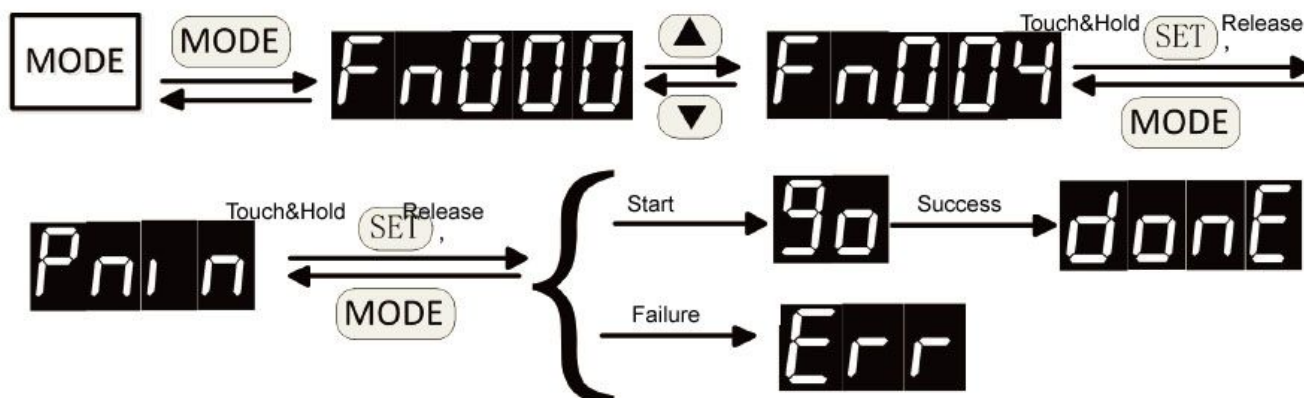 MODE MODE Fn000 ▲ Fn004 Touch&Hold SET , Release
▼ MODE
Pnin Touch&Hold SET , Release Start go Success donE
MODE
Failure Err